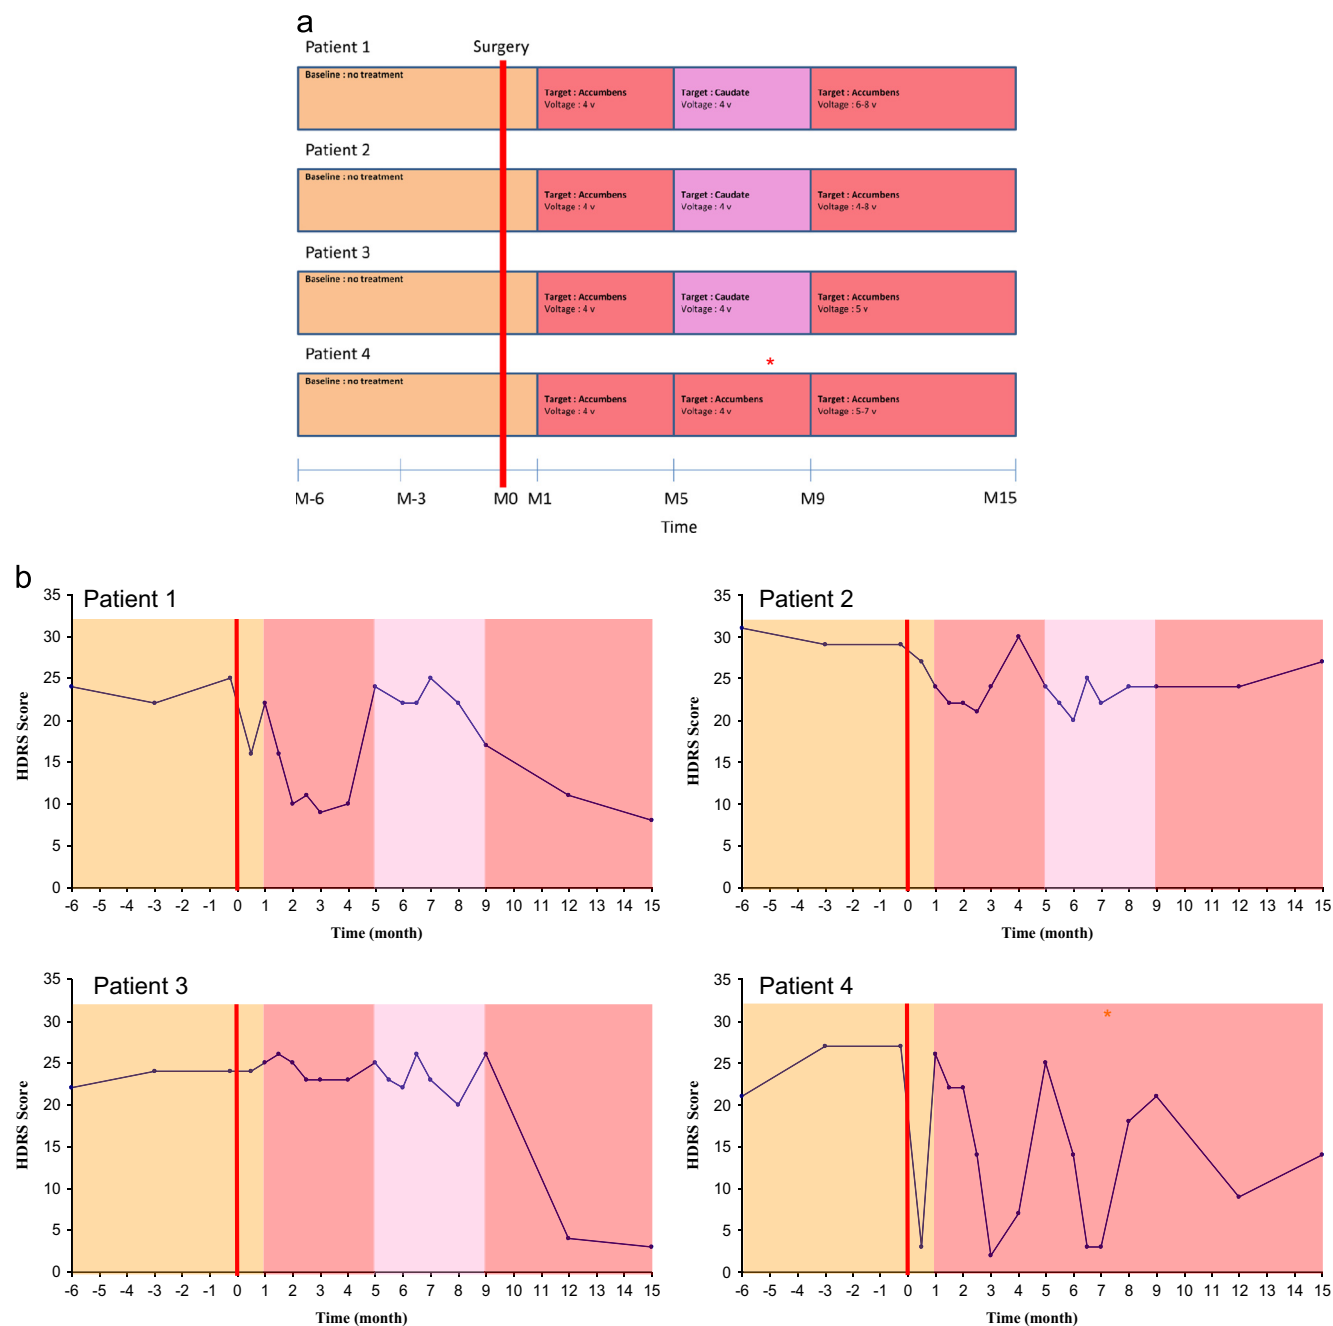 a
Patient 1
Surgery
Baseline : no treatment
Target : Accumbens
Voltage : 4 v
Target : Caudate
Voltage : 4 v
Target : Accumbens
Voltage : 6-8 v
Patient 2
Baseline : no treatment
Target : Accumbens
Voltage : 4 v
Target : Caudate
Voltage : 4 v
Target : Accumbens
Voltage : 4-8 v
Patient 3
Baseline : no treatment
Target : Accumbens
Voltage : 4 v
Target : Caudate
Voltage : 4 v
Target : Accumbens
Voltage : 5 v
Patient 4
*
Baseline : no treatment
Target : Accumbens
Voltage : 4 v
Target : Accumbens
Voltage : 4 v
Target : Accumbens
Voltage : 5-7 v
M-6 M-3 M0 M1 M5 M9 M15
Time
b
Patient 1
HDRS Score
35
30
25
20
15
10
5
0
-6 -5 -4 -3 -2 -1 0 1 2 3 4 5 6 7 8 9 10 11 12 13 14 15
Time (month)
Patient 2
HDRS Score
35
30
25
20
15
10
5
0
-6 -5 -4 -3 -2 -1 0 1 2 3 4 5 6 7 8 9 10 11 12 13 14 15
Time (month)
Patient 3
HDRS Score
35
30
25
20
15
10
5
0
-6 -5 -4 -3 -2 -1 0 1 2 3 4 5 6 7 8 9 10 11 12 13 14 15
Time (month)
Patient 4
*
HDRS Score
35
30
25
20
15
10
5
0
-6 -5 -4 -3 -2 -1 0 1 2 3 4 5 6 7 8 9 10 11 12 13 14 15
Time (month)